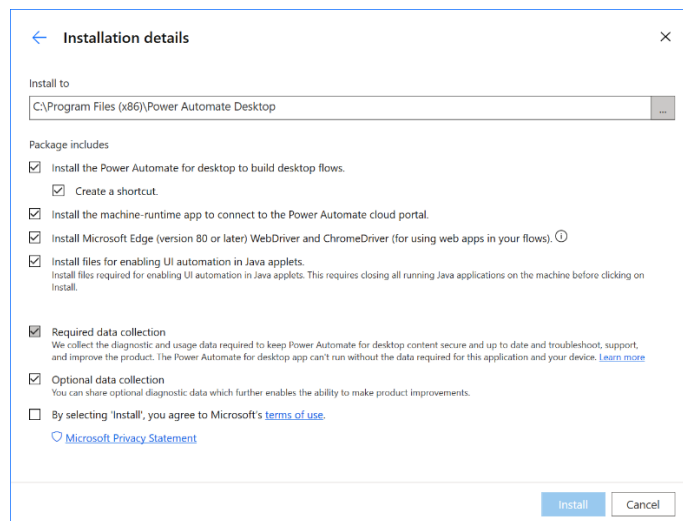 Installation details
Install to
C:\Program Files (x86)\Power Automate Desktop
...
Package includes
Install the Power Automate for desktop to build desktop flows.
Create a shortcut.
Install the machine-runtime app to connect to the Power Automate cloud portal.
Install Microsoft Edge (version 80 or later) WebDriver and ChromeDriver (for using web apps in your flows).
Install files for enabling UI automation in Java applets.
Install files required for enabling UI automation in Java applets. This requires closing all running Java applications on the machine before clicking on
Install.
Required data collection
We collect the diagnostic and usage data required to keep Power Automate for desktop content secure and up to date and troubleshoot, support,
and improve the product. The Power Automate for desktop app can't run without the data required for this application and your device. Learn more
Optional data collection
You can share optional diagnostic data which further enables the ability to make product improvements.
By selecting 'Install', you agree to Microsoft's terms of use.
Microsoft Privacy Statement
Install
Cancel